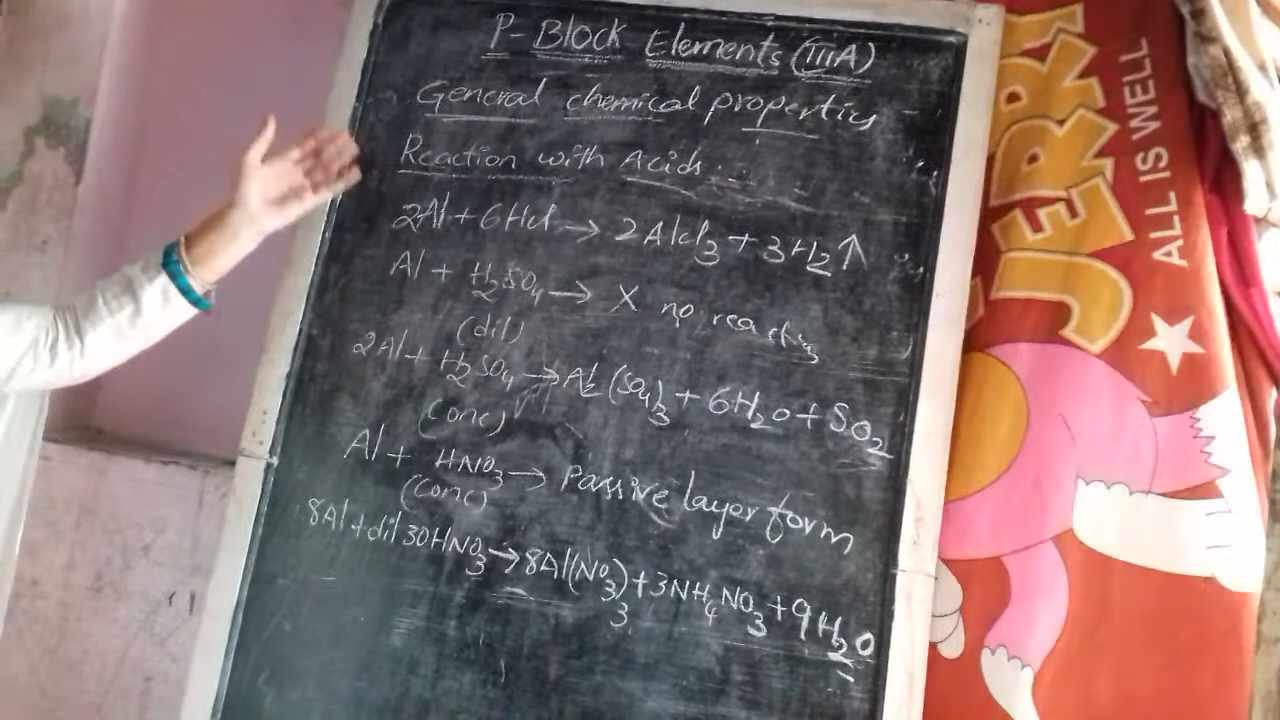 P-Block Elements (IIIA)
General chemical properties
Reaction with Acids:
2Al + 6Hcl → 2Alcl3 + 3H2↑
Al + H2SO4 → X no reaction
(dil)
2Al + H2SO4 → Al2(SO4)3 + 6H2O + SO2
(conc)
Al + HNO3 → Passive layer form
(conc)
8Al + dil 30HNO3 → 8Al(NO3)3 + 3NH4NO3 + 9H2O
JERR
ALL IS WELL